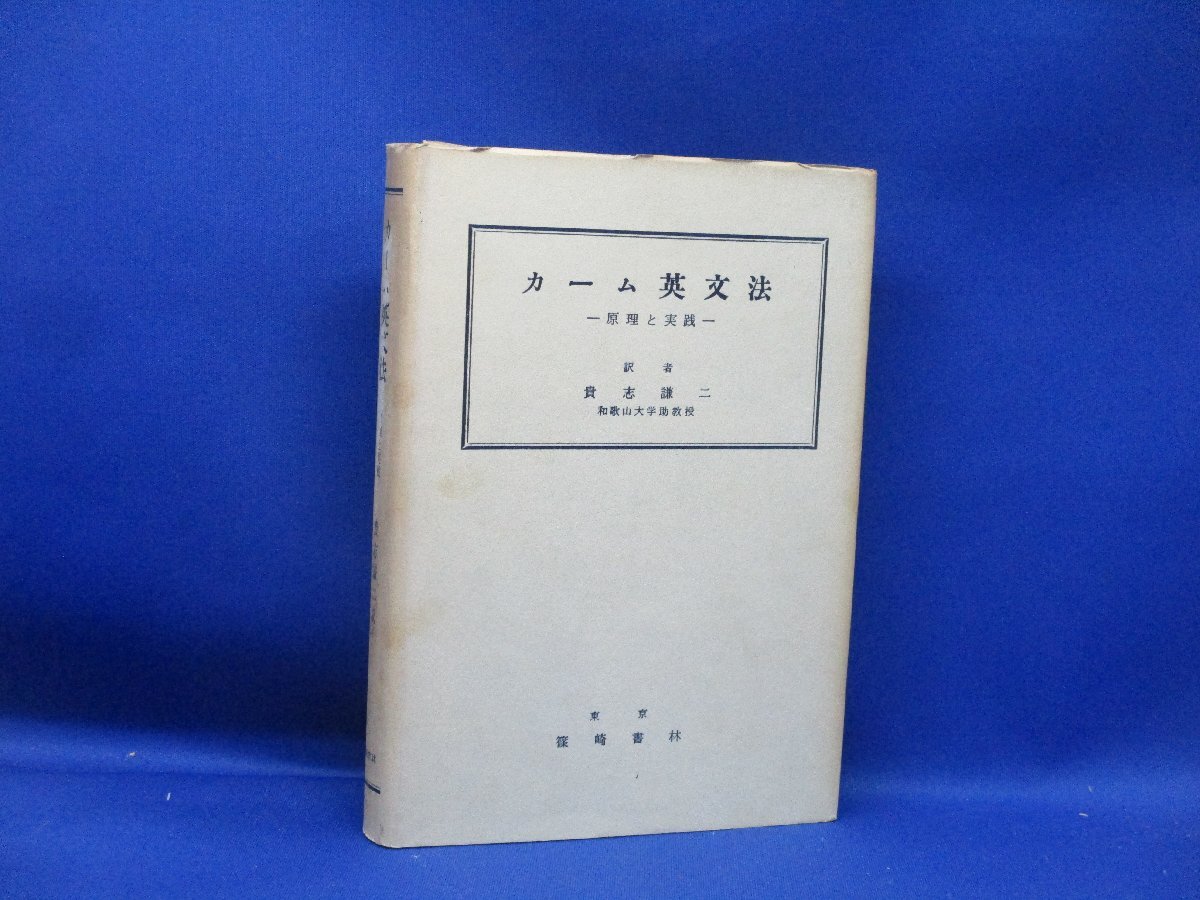 カーム英文法
―原理と実践―
訳者
貴志謙二
和歌山大学助教授
東京
篠崎書林